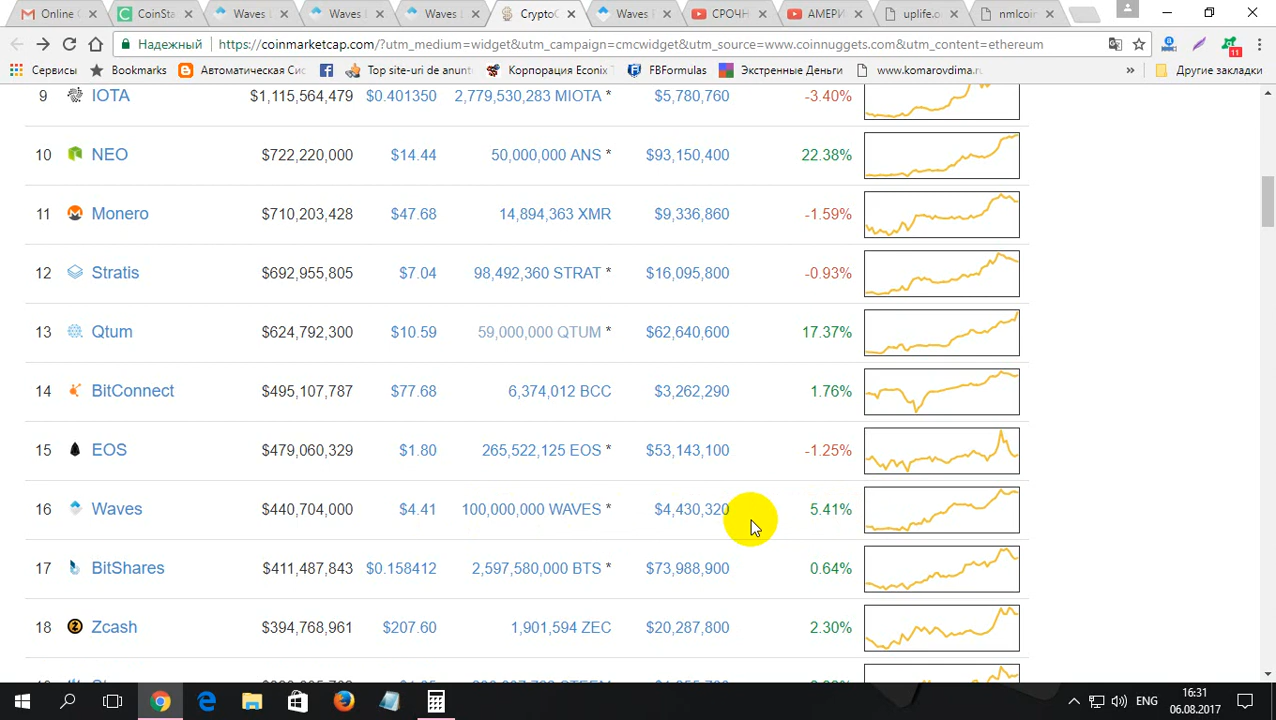 Online
CoinSta
Waves L
Waves L
Waves L
CryptoC
Waves P
СРОЧН
АМЕРИ
uplife.o
nmlcoin
Надежный https://coinmarketcap.com/?utm_medium=widget&utm_campaign=cmcwidget&utm_source=www.coinnuggets.com&utm_content=ethereum
Сервисы Bookmarks Автоматическая Сис Top site-uri de anunt Корпорация Econix FBFormulas Экстренные Деньги www.komarovdima.ru » Другие закладки
11
9 IOTA $1,115,564,479 $0.401350 2,779,530,283 MIOTA * $5,780,760 -3.40%
10 NEO $722,220,000 $14.44 50,000,000 ANS * $93,150,400 22.38%
11 Monero $710,203,428 $47.68 14,894,363 XMR $9,336,860 -1.59%
12 Stratis $692,955,805 $7.04 98,492,360 STRAT * $16,095,800 -0.93%
13 Qtum $624,792,300 $10.59 59,000,000 QTUM * $62,640,600 17.37%
14 BitConnect $495,107,787 $77.68 6,374,012 BCC $3,262,290 1.76%
15 EOS $479,060,329 $1.80 265,522,125 EOS * $53,143,100 -1.25%
16 Waves $440,704,000 $4.41 100,000,000 WAVES * $4,430,320 5.41%
17 BitShares $411,487,843 $0.158412 2,597,580,000 BTS * $73,988,900 0.64%
18 Zcash $394,768,961 $207.60 1,901,594 ZEC $20,287,800 2.30%
ENG
16:31
06.08.2017